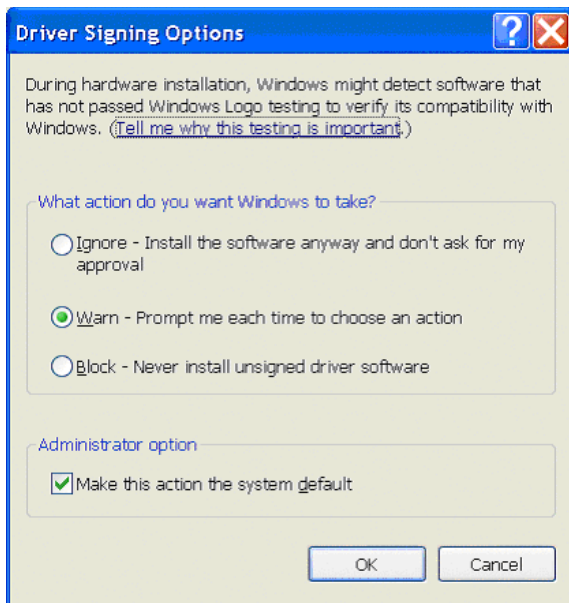 Driver Signing Options
During hardware installation, Windows might detect software that
has not passed Windows Logo testing to verify its compatibility with
Windows. (Tell me why this testing is important.)
What action do you want Windows to take?
Ignore - Install the software anyway and don't ask for my
approval
Warn - Prompt me each time to choose an action
Block - Never install unsigned driver software
Administrator option
Make this action the system default
OK Cancel